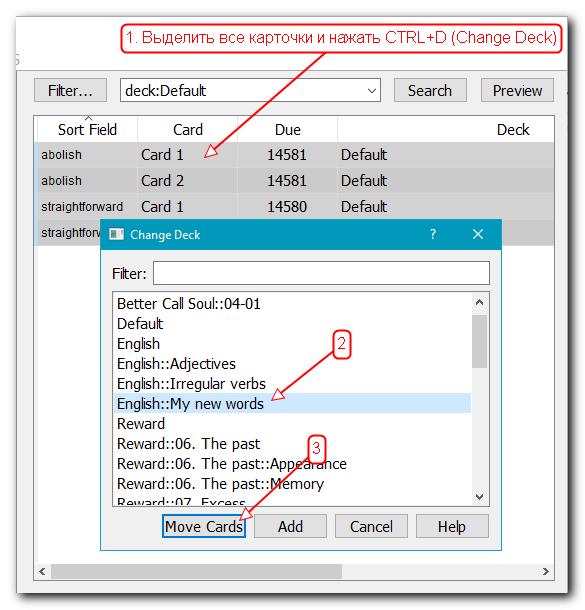 1. Выделить все карточки и нажать CTRL+D (Change Deck)
Filter... deck:Default Search Preview
Sort Field Card Due Deck
abolish Card 1 14581 Default
abolish Card 2 14581 Default
straightforward Card 1 14580 Default
straightforw
Change Deck ?
Filter:
Better Call Soul::04-01
Default
English
2
English::Adjectives
English::Irregular verbs
English::My new words
Reward
Reward::06. The past
3
Reward::06. The past::Appearance
Reward::06. The past::Memory
Reward::07. Excess
Move Cards Add Cancel Help